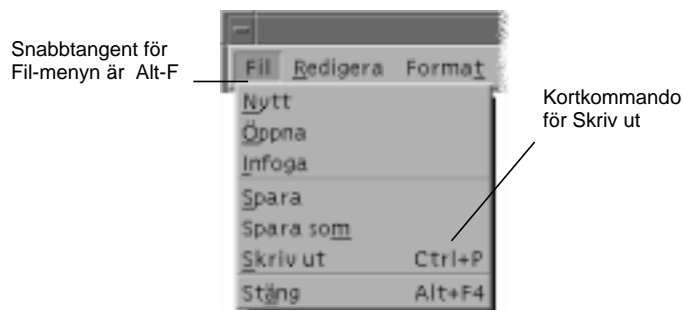 Snabbtangent för
Fil-menyn är Alt-F
Fil Redigera Format
Nytt
Öppna
Infoga
Spara
Spara som
Skriv ut Ctrl+P
Stäng Alt+F4
Kortkommando
för Skriv ut